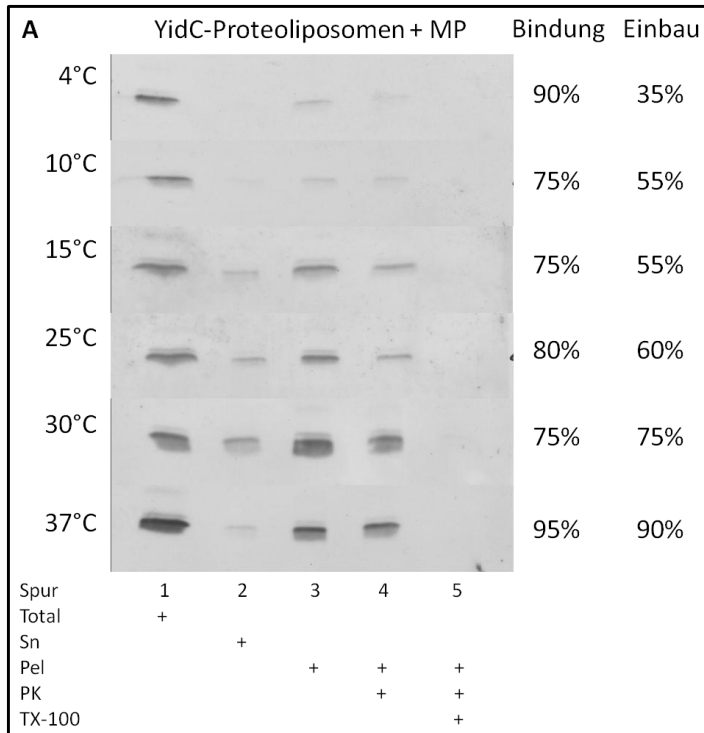 A YidC-Proteoliposomen + MP Bindung Einbau
4°C 90% 35%
10°C 75% 55%
15°C 75% 55%
25°C 80% 60%
30°C 75% 75%
37°C 95% 90%
Spur 1 2 3 4 5
Total +
Sn +
Pel + + +
PK + +
TX-100 +